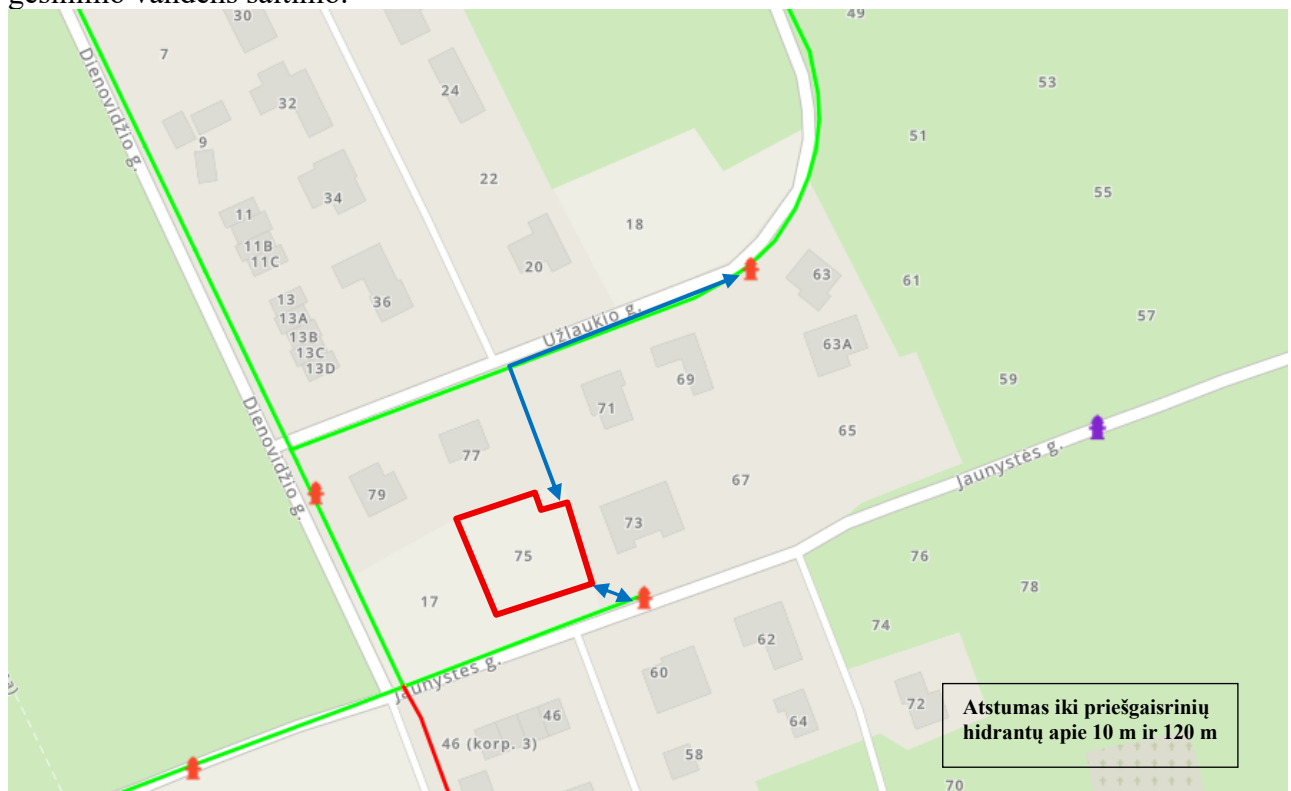 gesinimo vandens šaltinio.
49
30
7
53
24
32
Dienovidžio g.
51
9
22
55
34
18
11
11B
11C
20
63
61
13
36
13A
57
13B
Užlaukio g.
63A
13C
13D
69
59
71
65
Dienovidžio g.
77
Jaunystės g.
67
79
73
75
76
78
17
74
62
60
Jaunystės g.
72
46
64
46 (korp. 3)
58
70
Atstumas iki priešgaisrinių
hidrantų apie 10 m ir 120 m